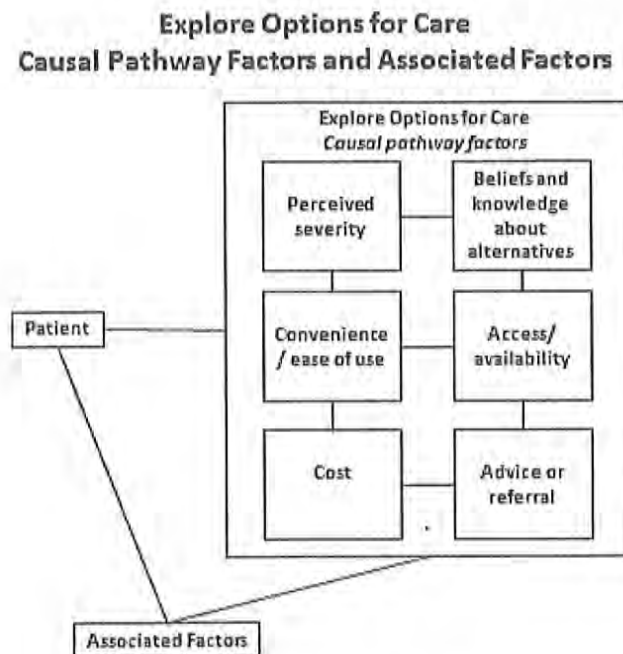 Explore Options for Care
Causal Pathway Factors and Associated Factors
Explore Options for Care
Causal pathway factors
Perceived
severity
Beliefs and
knowledge
about
alternatives
Patient
Convenience
/ ease of use
Access/
availability
Cost
Advice or
referral
Associated Factors